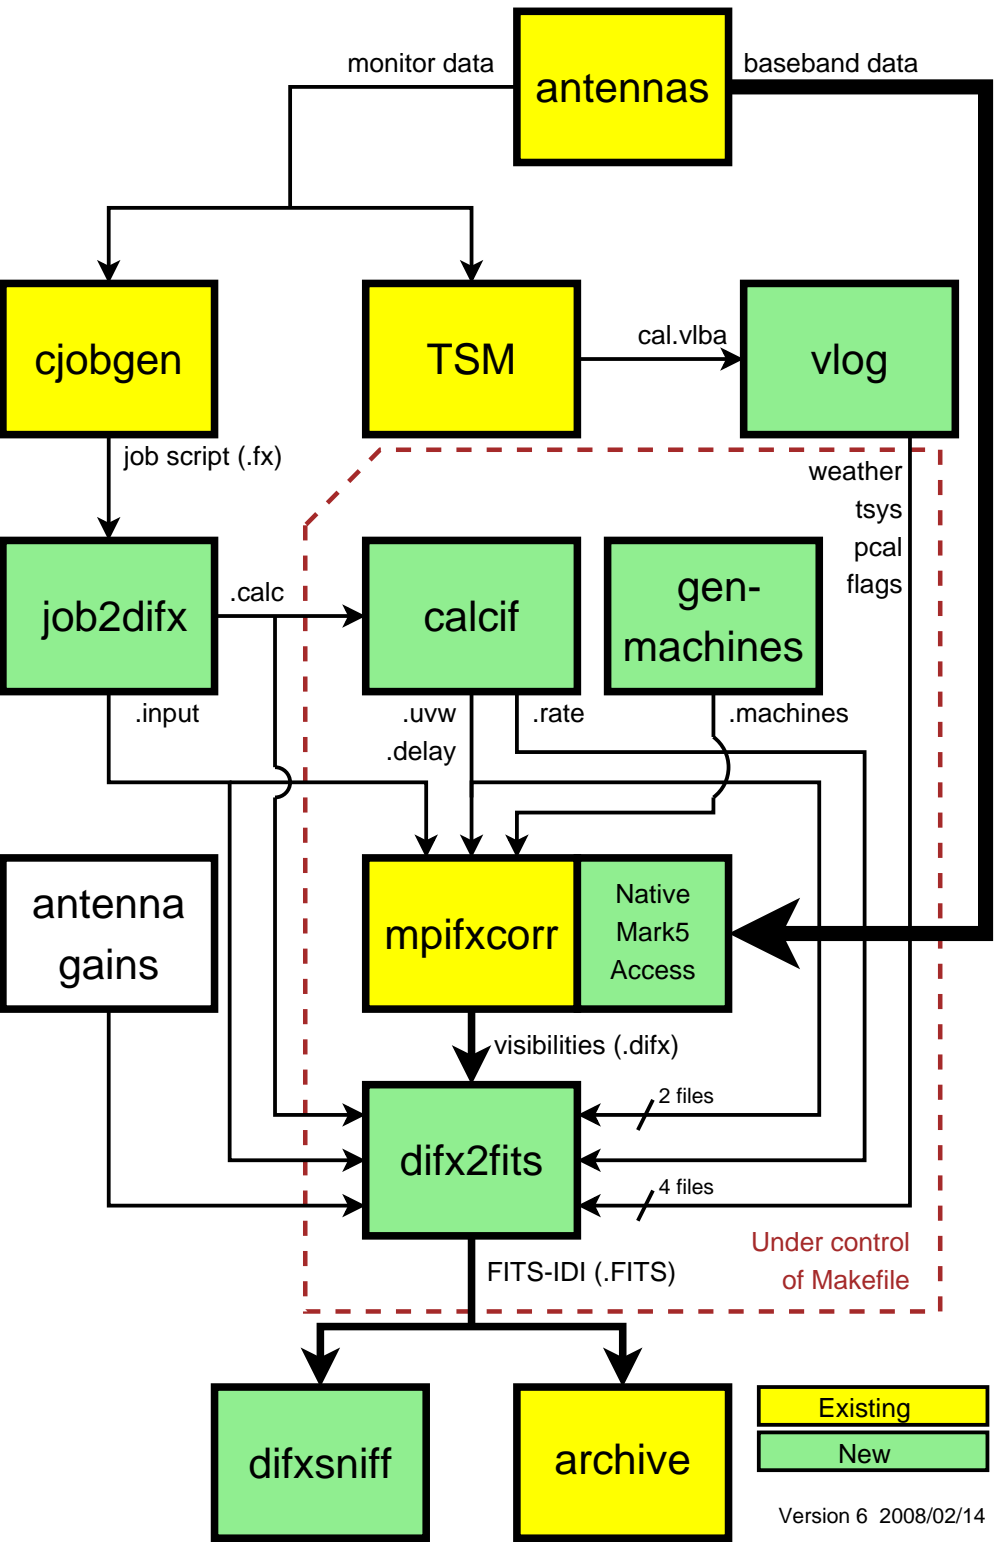 monitor data
antennas
baseband data
cjobgen
TSM
cal.vlba
vlog
job script (.fx)
weather
tsys
pcal
flags
job2difx
.calc
calcif
gen-
machines
.input
.uvw
.delay
.rate
.machines
antenna
gains
mpifxcorr
Native
Mark5
Access
visibilities (.difx)
2 files
difx2fits
4 files
Under control
of Makefile
FITS-IDI (.FITS)
difxsniff
archive
Existing
New
Version 6  2008/02/14